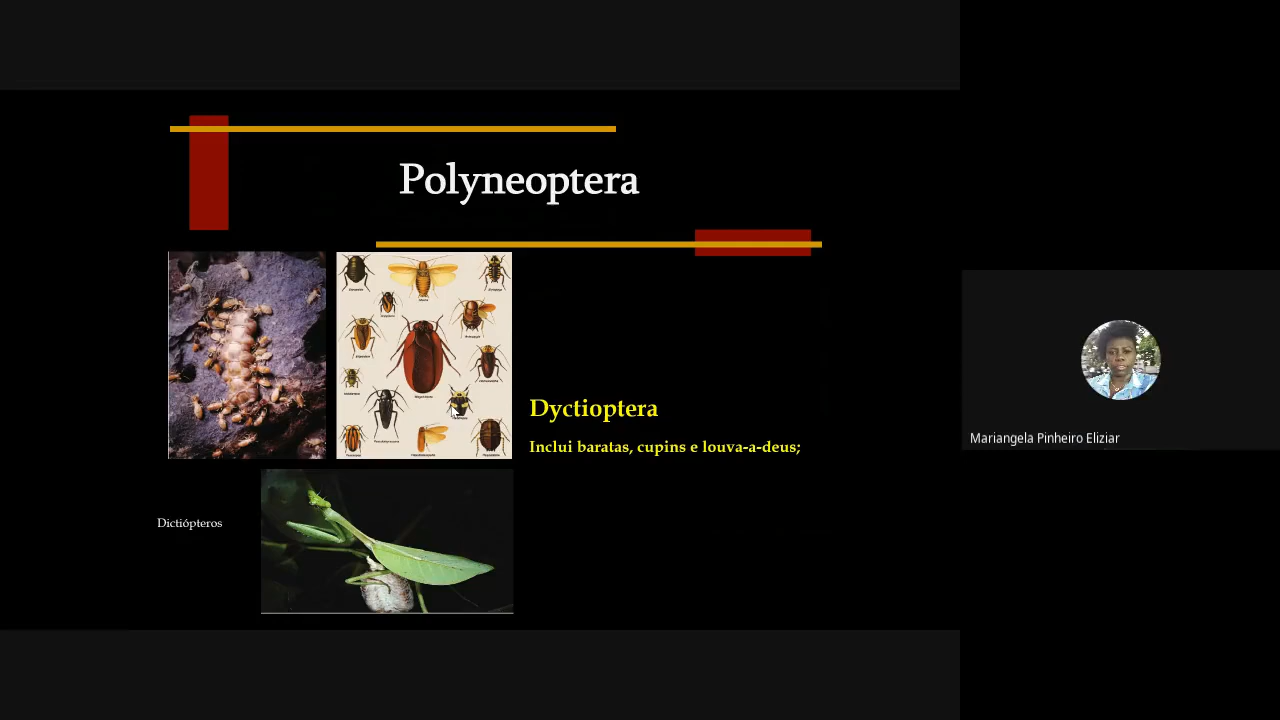 Polyneoptera
Dyctioptera
Inclui baratas, cupins e louva-a-deus;
Mariangela Pinheiro Eliziar
Dictiópteros